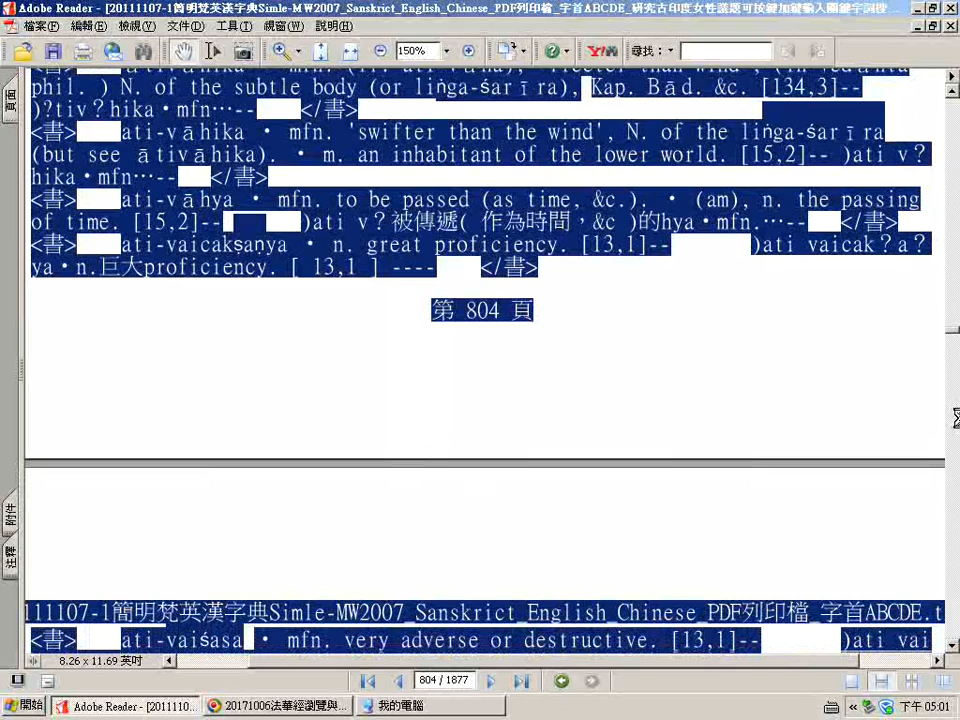 Adobe Reader - [20111107-1簡明梵英漢字典Simle-MW2007_Sanskrict_English_Chinese_PDF列印檔_字首ABCDE_研究古印度女性議題可按
檔案(F) 編輯(E) 檢視(V) 文件(D) 工具(T) 視窗(W) 說明(H)
150% Y! 尋找：
頁面
phil. ) N. of the subtle body (or liṅga-śarīra), Kap. Bād. &c. [134,3]--
)?tiv？hika‧mfn…-- </書>
<書> ati-vāhika ‧ mfn. 'swifter than the wind', N. of the liṅga-śarīra
(but see ātivāhika). ‧ m. an inhabitant of the lower world. [15,2]-- )ati v？
hika‧mfn…-- </書>
<書> ati-vāhya ‧ mfn. to be passed (as time, &c.). ‧ (am), n. the passing
of time. [15,2]-- )ati v？被傳遞( 作為時間，&c )的hya‧mfn.…-- </書>
<書> ati-vaicakṣaṇya ‧ n. great proficiency. [13,1]-- )ati vaicak？a？
ya‧n.巨大proficiency. [ 13,1 ] ---- </書>
第 804 頁
附件
注釋
111107-1簡明梵英漢字典Simle-MW2007_Sanskrict_English_Chinese_PDF列印檔_字首ABCDE.t
<書> ati-vaiśasa ‧ mfn. very adverse or destructive. [13,1]-- )ati vai
8.26 x 11.69 英吋
804 / 1877
開始 Adobe Reader - [2011110... 20171006法華經瀏覽與... 我的電腦 « 下午 05:01